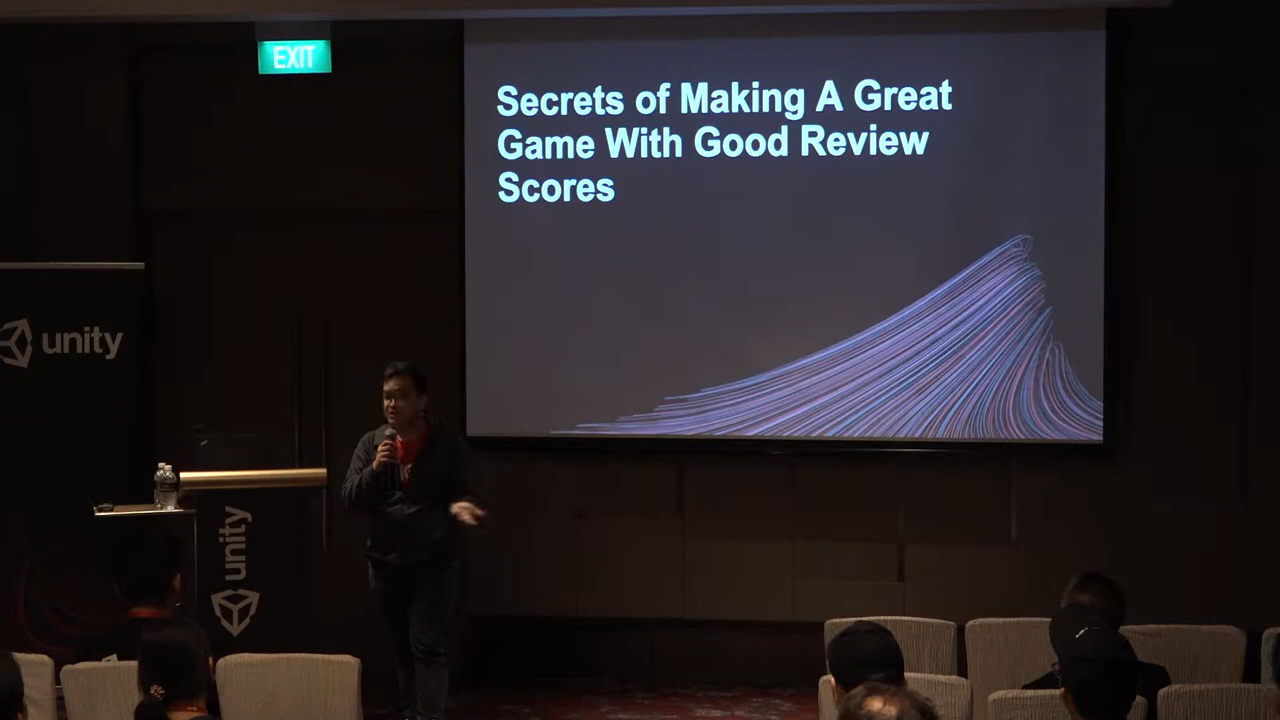 EXIT
Secrets of Making A Great
Game With Good Review
Scores
unity
unity